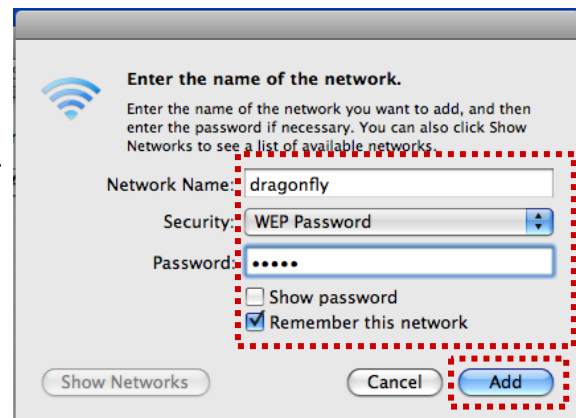 Enter the name of the network.
Enter the name of the network you want to add, and then
enter the password if necessary. You can also click Show
Networks to see a list of available networks.
Network Name: dragonfly
Security: WEP Password
Password: •••••
Show password
Remember this network
Show Networks Cancel Add